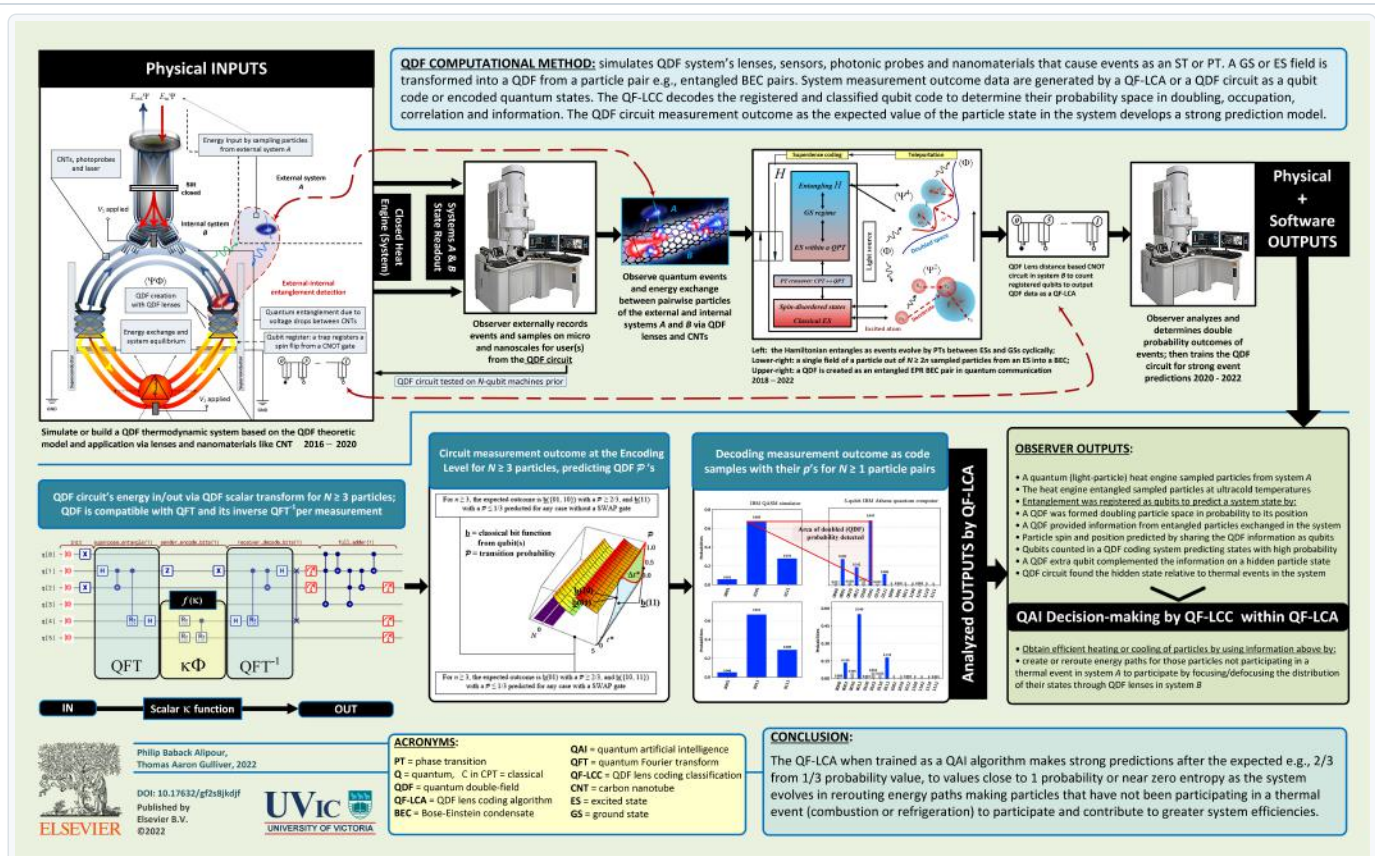 Physical INPUTS
QDF COMPUTATIONAL METHOD: simulates QDF system's lenses, sensors, photonic probes and nanomaterials that cause events as an ST or PT. A GS or ES field is
transformed into a QDF from a particle pair e.g., entangled BEC pairs. System measurement outcome data are generated by a QF-LCA or a QDF circuit as a qubit
code or encoded quantum states. The QF-LCC decodes the registered and classified qubit code to determine their probability space in doubling, occupation,
correlation and information. The QDF circuit measurement outcome as the expected value of the particle state in the system develops a strong prediction model.
Energy input by sampling particles
from external system A
CNTs, photoprobes
and laser
Slit
closed
External system
A
V₁ applied
Internal system
B
⟨ΨΦ⟩
External-internal
entanglement detection
QDF creation
with QDF lenses
Quantum entanglement due to
voltage drops between CNTs
Energy exchange and
system equilibrium
Qubit register: a trap registers a
spin flip from a CNOT gate
V₂ applied
GND
GND
Simulate or build a QDF thermodynamic system based on the QDF theoretic
model and application via lenses and nanomaterials like CNT 2016 – 2020
Closed Heat
Engine (System)
Systems A & B
State Readout
Observer externally records
events and samples on micro
and nanoscales for user(s)
from the QDF circuit
QDF circuit tested on N-qubit machines prior
A
B
Observe quantum events
and energy exchange
between pairwise particles
of the external and internal
systems A and B via QDF
lenses and CNTs
Superdense coding
Teleportation
H
Entangling H
GS regime
ES within a QPT
PT crossover: CPT ↔ QPT
Spin-disordered states
Classical ES
Light source
Doubled space
Excited atom
Left: the Hamiltonian entangles as events evolve by PTs between ESs and GSs cyclically;
Lower-right: a single field of a particle out of N ≥ 2n sampled particles from an ES into a BEC;
Upper-right: a QDF is created as an entangled EPR BEC pair in quantum communication
2018 – 2022
QDF Lens distance based CNOT
circuit in system B to count
registered qubits to output
QDF data as a QF-LCA
Observer analyzes and
determines double
probability outcomes of
events; then trains the QDF
circuit for strong event
predictions 2020 - 2022
Physical
+
Software
OUTPUTS
QDF circuit's energy in/out via QDF scalar transform for N ≥ 3 particles;
QDF is compatible with QFT and its inverse QFT⁻¹ per measurement
QFT
f(κ)
κΦ
QFT⁻¹
IN
Scalar κ function
OUT
Circuit measurement outcome at the Encoding
Level for N ≥ 3 particles, predicting QDF P's
b = classical bit function
from qubit(s)
P = transition probability
Decoding measurement outcome as code
samples with their p's for N ≥ 1 particle pairs
IBM QASM simulator
Area of doubled (QDF)
probability detected
Analyzed OUTPUTS by QF-LCA
OBSERVER OUTPUTS:
• A quantum (light-particle) heat engine sampled particles from system A
• The heat engine entangled sampled particles at ultracold temperatures
• Entanglement was registered as qubits to predict a system state by:
• A QDF was formed doubling particle space in probability to its position
• A QDF provided information from entangled particles exchanged in the system
• Particle spin and position predicted by sharing the QDF information as qubits
• Qubits counted in a QDF coding system predicting states with high probability
• A QDF extra qubit complemented the information on a hidden particle state
• QDF circuit found the hidden state relative to thermal events in the system
QAI Decision-making by QF-LCC within QF-LCA
• Obtain efficient heating or cooling of particles by using information above by:
• create or reroute energy paths for those particles not participating in a
thermal event in system A to participate by focusing/defocusing the distribution
of their states through QDF lenses in system B
ELSEVIER
Philip Baback Alipour,
Thomas Aaron Gulliver, 2022
DOI: 10.17632/gf2s8jkdjf
Published by
Elsevier B.V.
©2022
UVIC
UNIVERSITY OF VICTORIA
ACRONYMS:
PT = phase transition
Q = quantum, C in CPT = classical
QDF = quantum double-field
QF-LCA = QDF lens coding algorithm
BEC = Bose-Einstein condensate
QAI = quantum artificial intelligence
QFT = quantum Fourier transform
QF-LCC = QDF lens coding classification
CNT = carbon nanotube
ES = excited state
GS = ground state
CONCLUSION:
The QF-LCA when trained as a QAI algorithm makes strong predictions after the expected e.g., 2/3
from 1/3 probability value, to values close to 1 probability or near zero entropy as the system
evolves in rerouting energy paths making particles that have not been participating in a thermal
event (combustion or refrigeration) to participate and contribute to greater system efficiencies.